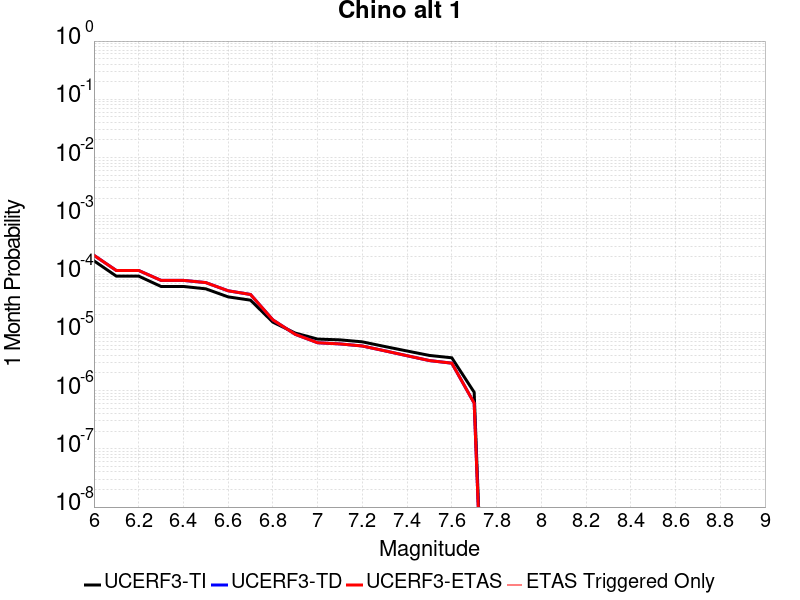 Chino alt 1
10^0
10^-1
10^-2
10^-3
10^-4
10^-5
10^-6
10^-7
10^-8
1 Month Probability
6 6.2 6.4 6.6 6.8 7 7.2 7.4 7.6 7.8 8 8.2 8.4 8.6 8.8 9
Magnitude
UCERF3-TI UCERF3-TD UCERF3-ETAS ETAS Triggered Only